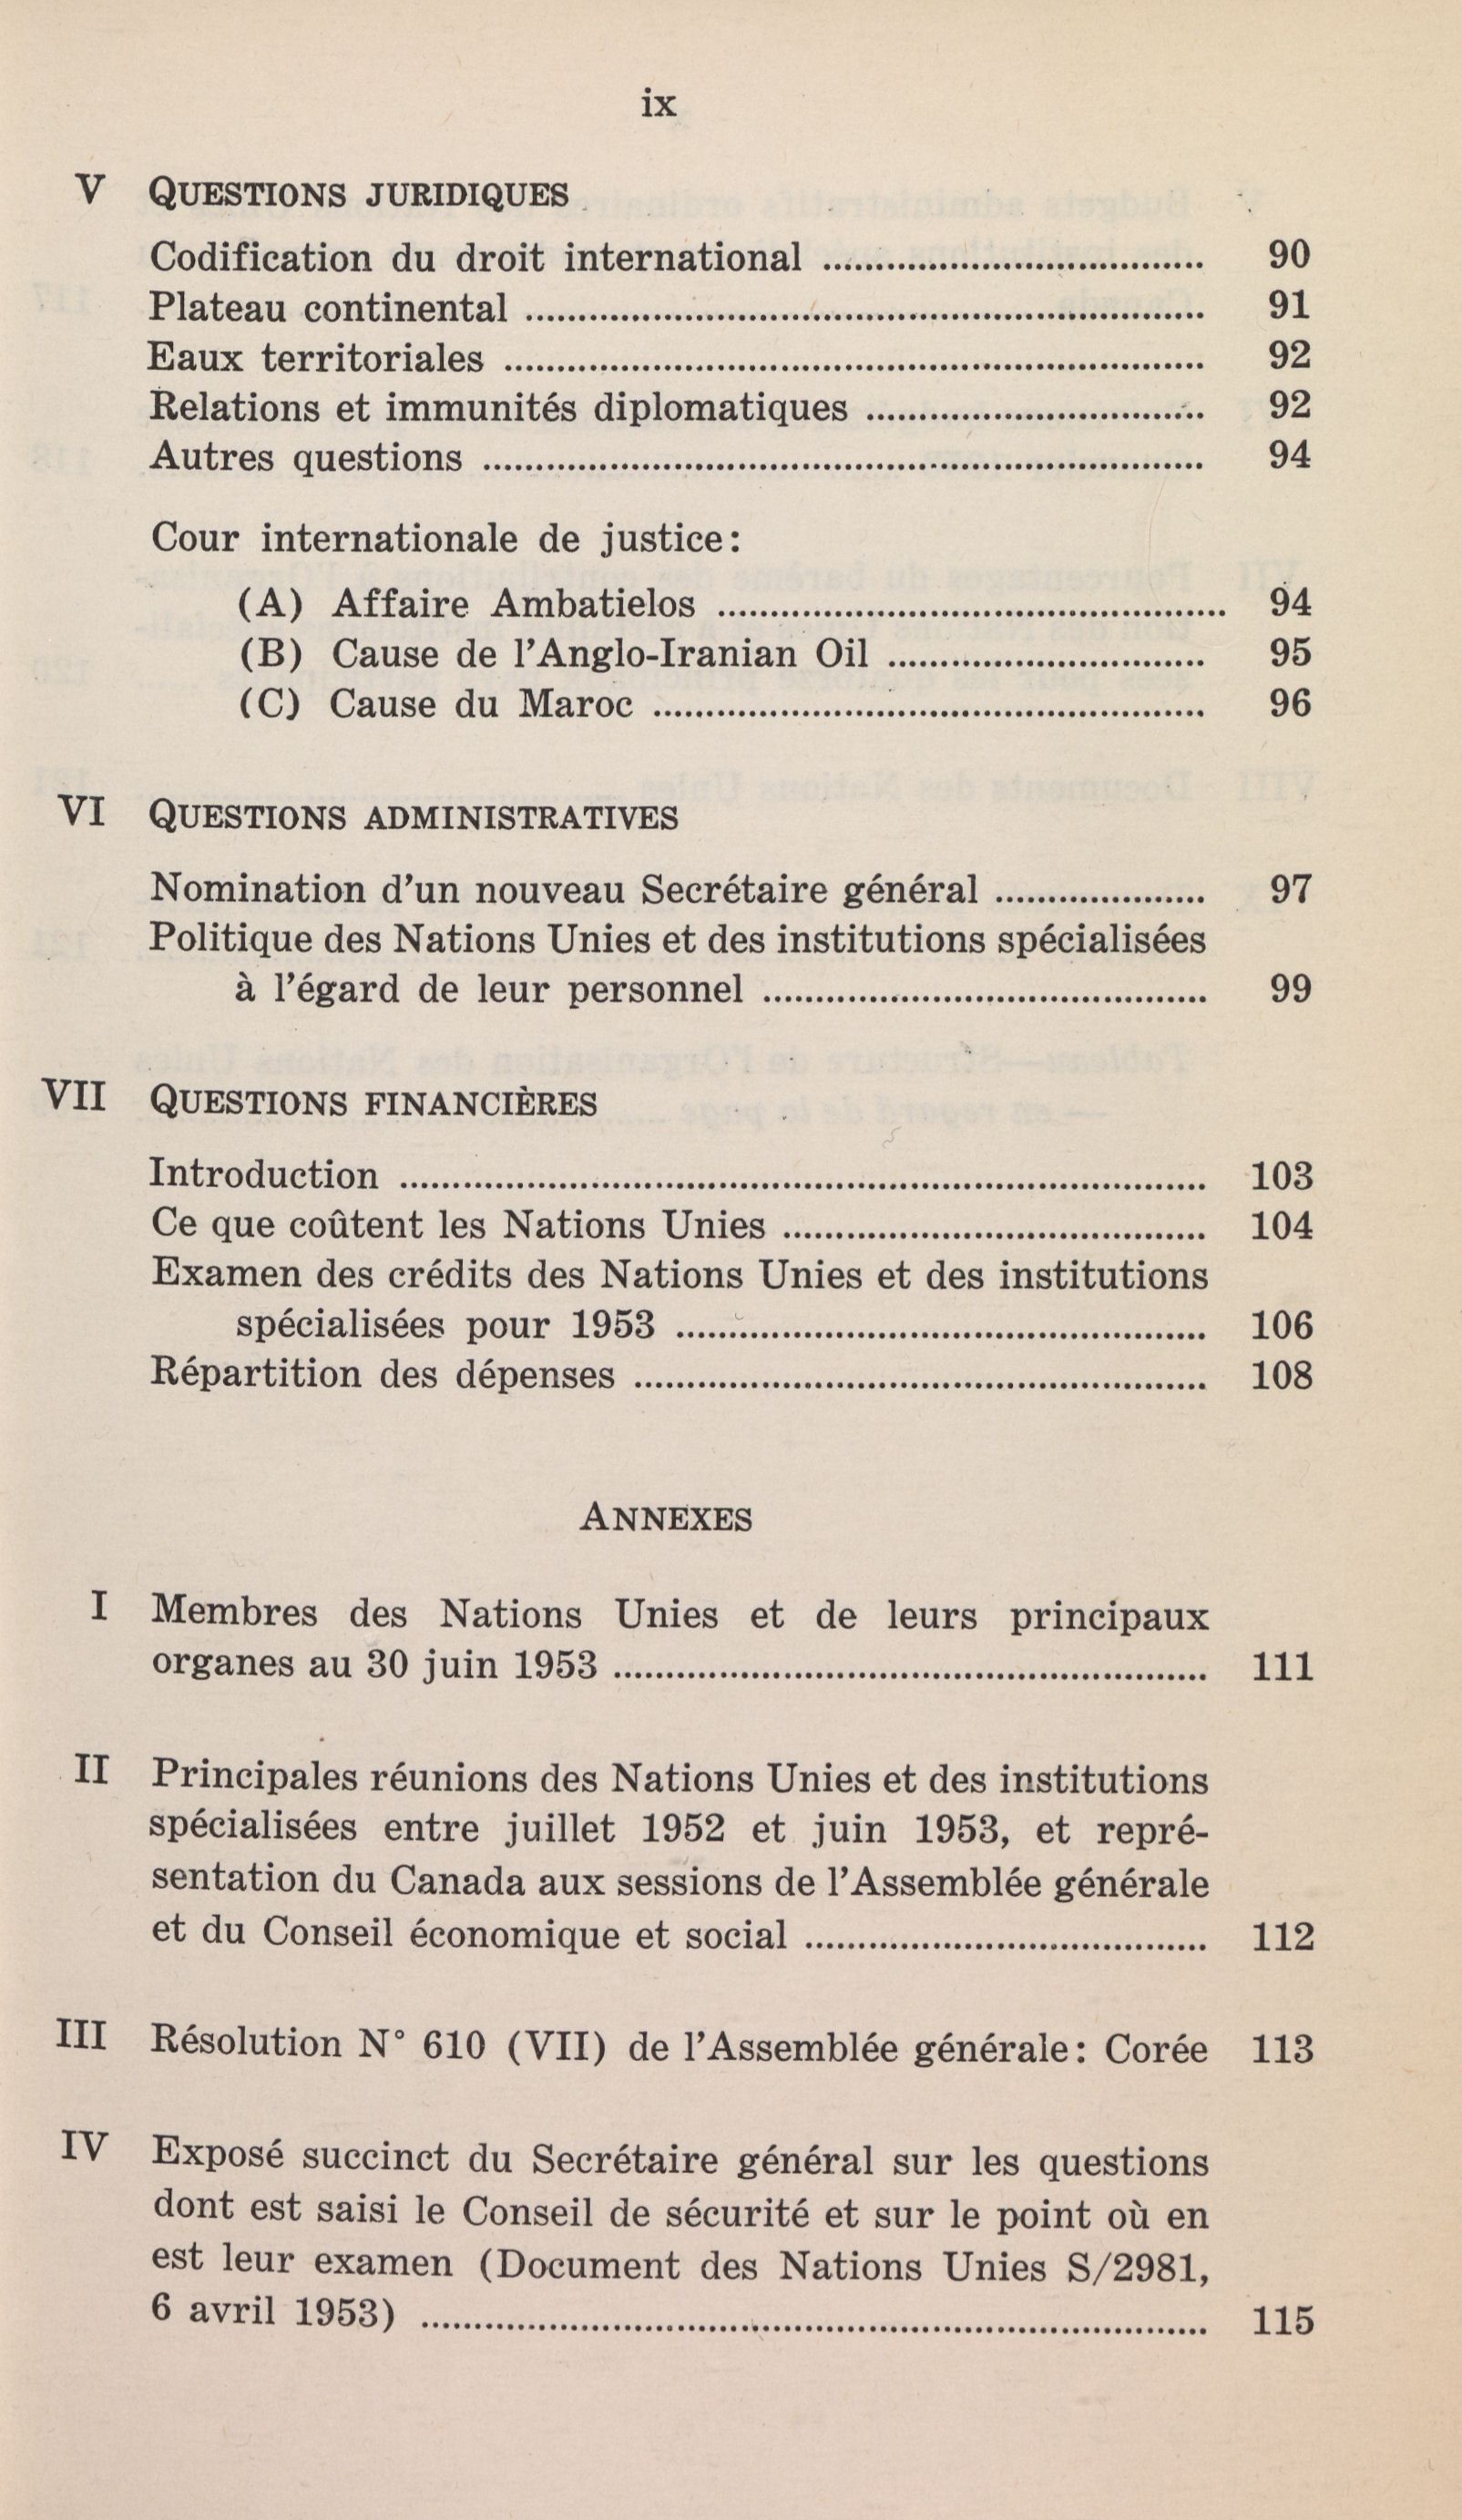 ix
V QUESTIONS JURIDIQUES
Codification du droit international ........ 90
Plateau continental ........ 91
Eaux territoriales ........ 92
Relations et immunités diplomatiques ........ 92
Autres questions ........ 94
Cour internationale de justice:
(A) Affaire Ambatielos ........ 94
(B) Cause de l'Anglo-Iranian Oil ........ 95
(C) Cause du Maroc ........ 96
VI QUESTIONS ADMINISTRATIVES
Nomination d'un nouveau Secrétaire général ........ 97
Politique des Nations Unies et des institutions spécialisées
à l'égard de leur personnel ........ 99
VII QUESTIONS FINANCIÈRES
Introduction ........ 103
Ce que coûtent les Nations Unies ........ 104
Examen des crédits des Nations Unies et des institutions
spécialisées pour 1953 ........ 106
Répartition des dépenses ........ 108
ANNEXES
I Membres des Nations Unies et de leurs principaux
organes au 30 juin 1953 ........ 111
II Principales réunions des Nations Unies et des institutions
spécialisées entre juillet 1952 et juin 1953, et repré-
sentation du Canada aux sessions de l'Assemblée générale
et du Conseil économique et social ........ 112
III Résolution N° 610 (VII) de l'Assemblée générale: Corée 113
IV Exposé succinct du Secrétaire général sur les questions
dont est saisi le Conseil de sécurité et sur le point où en
est leur examen (Document des Nations Unies S/2981,
6 avril 1953) ........ 115